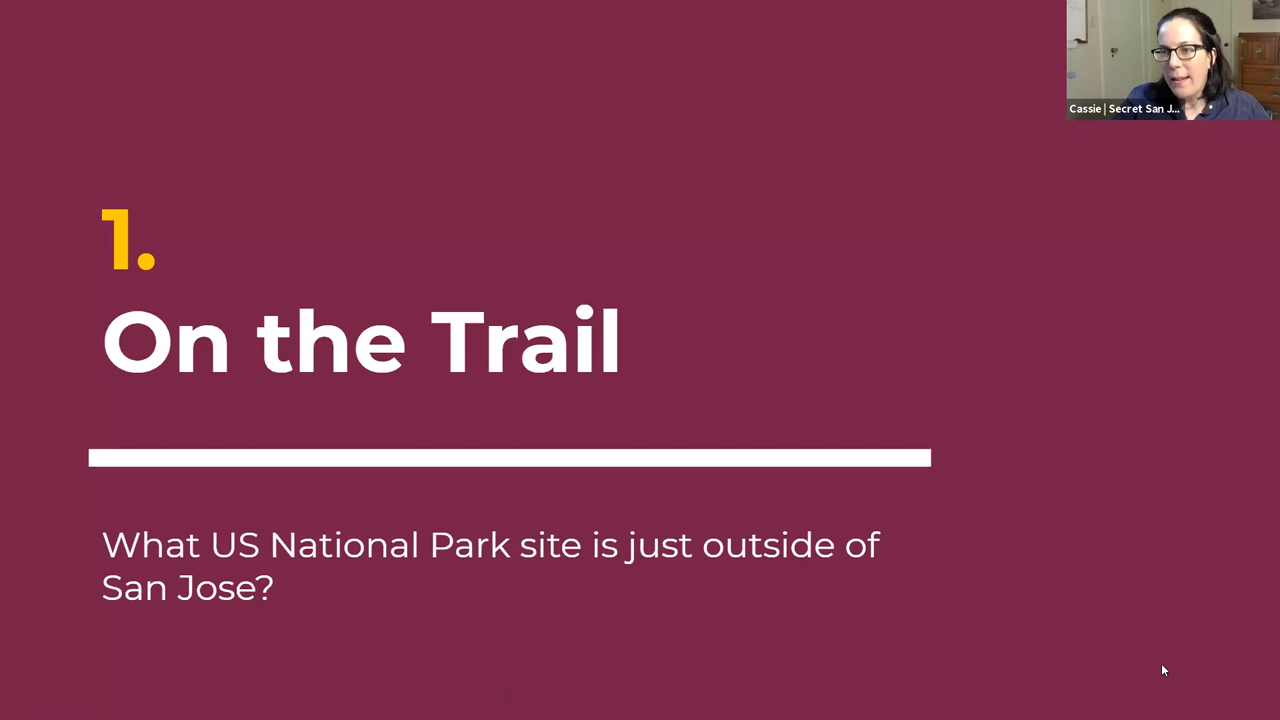 Cassie | Secret San J...
1.
On the Trail
What US National Park site is just outside of
San Jose?